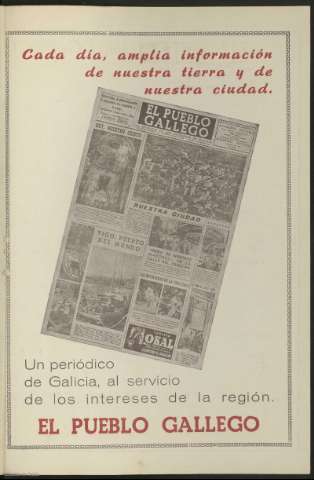 Cada día, amplia información
de nuestra tierra y de
nuestra ciudad.
EL PUEBLO
GALLEGO
NUESTRA CIUDAD
VIGO, PUERTO
DEL MUNDO
OKAL
Un periódico
de Galicia, al servicio
de los intereses de la región.
EL PUEBLO GALLEGO